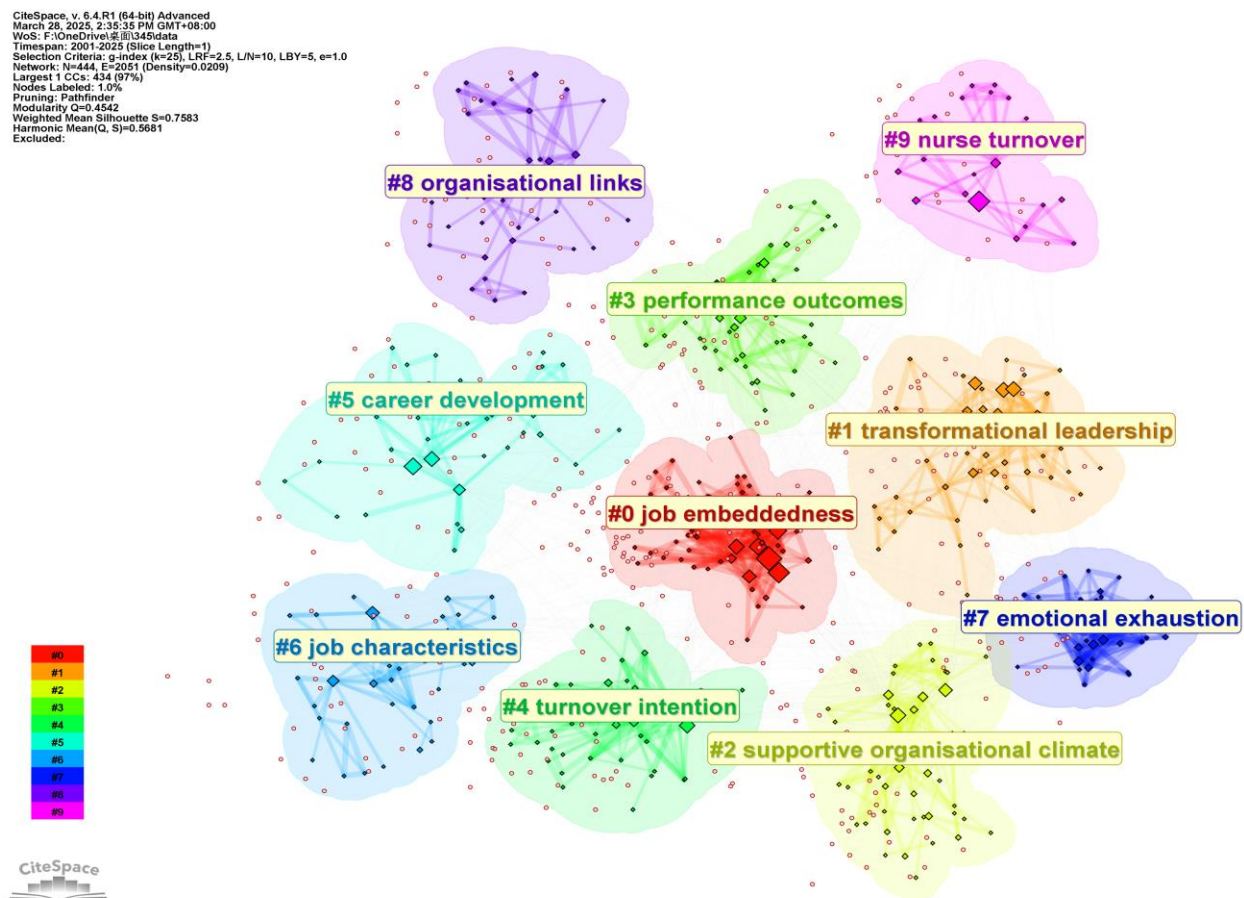 CiteSpace, v. 6.4.R1 (64-bit) Advanced
March 28, 2025, 2:35:35 PM GMT+08:00
WoS: F:\OneDrive\桌面\345\data
Timespan: 2001-2025 (Slice Length=1)
Selection Criteria: g-index (k=25), LRF=2.5, L/N=10, LBY=5, e=1.0
Network: N=444, E=2051 (Density=0.0209)
Largest 1 CCs: 434 (97%)
Nodes Labeled: 1.0%
Pruning: Pathfinder
Modularity Q=0.4542
Weighted Mean Silhouette S=0.7583
Harmonic Mean(Q, S)=0.5681
Excluded:
#9 nurse turnover
#8 organisational links
#3 performance outcomes
#5 career development
#1 transformational leadership
#0 job embeddedness
#7 emotional exhaustion
#6 job characteristics
#4 turnover intention
#2 supportive organisational climate
#0
#1
#2
#3
#4
#5
#6
#7
#8
#9
CiteSpace